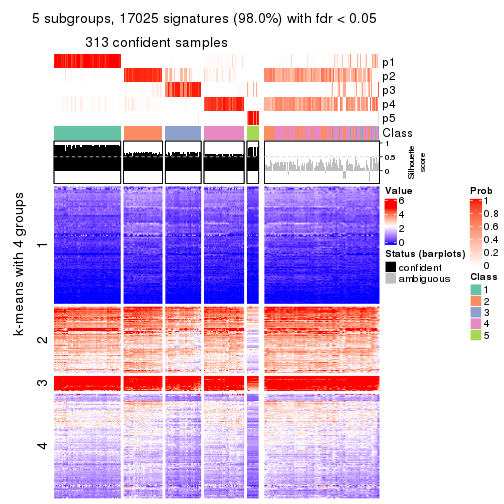 5 subgroups, 17025 signatures (98.0%) with fdr < 0.05
313 confident samples
p1
p2
p3
p4
p5
Class
1
0.5
0
Silhouette
score
k-means with 4 groups
1
2
3
4
Value
6
4
2
0
Status (barplots)
confident
ambiguous
Prob
1
0.8
0.6
0.4
0.2
0
Class
1
2
3
4
5